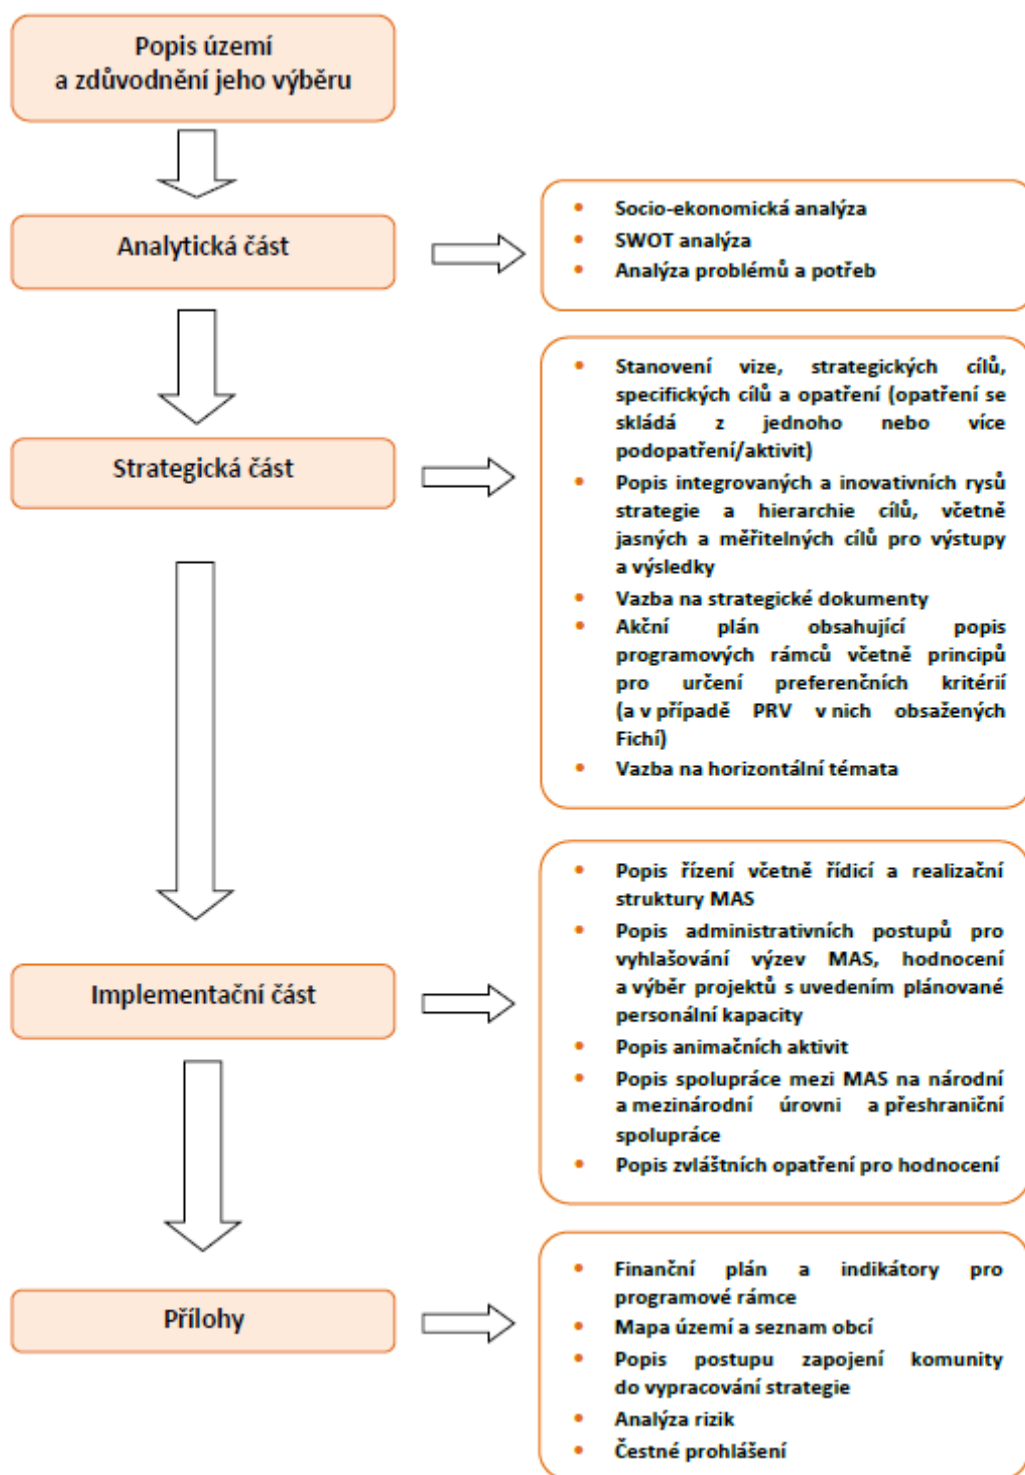 Popis území
a zdůvodnění jeho výběru
Analytická část
• Socio-ekonomická analýza
• SWOT analýza
• Analýza problémů a potřeb
Strategická část
• Stanovení vize, strategických cílů,
specifických cílů a opatření (opatření se
skládá z jednoho nebo více
podopatření/aktivit)
• Popis integrovaných a inovativních rysů
strategie a hierarchie cílů, včetně
jasných a měřitelných cílů pro výstupy
a výsledky
• Vazba na strategické dokumenty
• Akční plán obsahující popis
programových rámců včetně principů
pro určení preferenčních kritérií
(a v případě PRV v nich obsažených
Fichí)
• Vazba na horizontální témata
Implementační část
• Popis řízení včetně řídicí a realizační
struktury MAS
• Popis administrativních postupů pro
vyhlašování výzev MAS, hodnocení
a výběr projektů s uvedením plánované
personální kapacity
• Popis animačních aktivit
• Popis spolupráce mezi MAS na národní
a mezinárodní úrovni a přeshraniční
spolupráce
• Popis zvláštních opatření pro hodnocení
Přílohy
• Finanční plán a indikátory pro
programové rámce
• Mapa území a seznam obcí
• Popis postupu zapojení komunity
do vypracování strategie
• Analýza rizik
• Čestné prohlášení